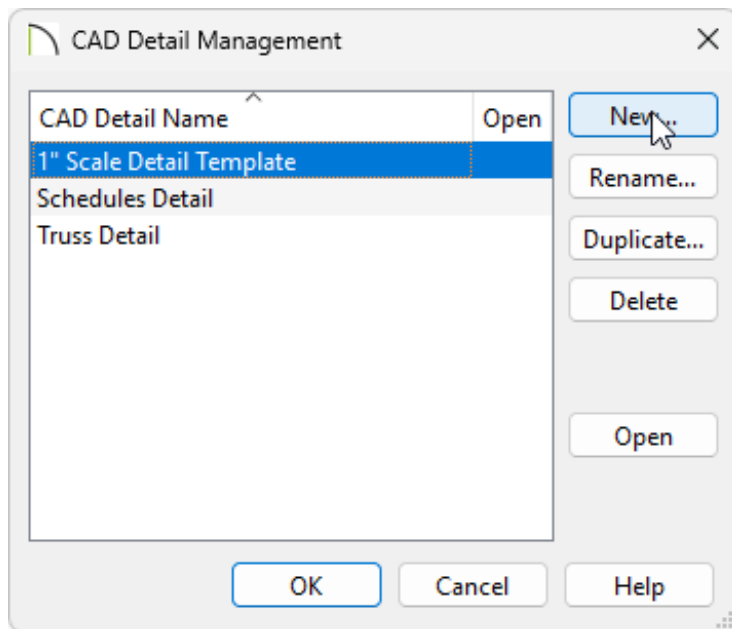 CAD Detail Management
CAD Detail Name Open
1" Scale Detail Template
Schedules Detail
Truss Detail
New...
Rename...
Duplicate...
Delete
Open
OK Cancel Help